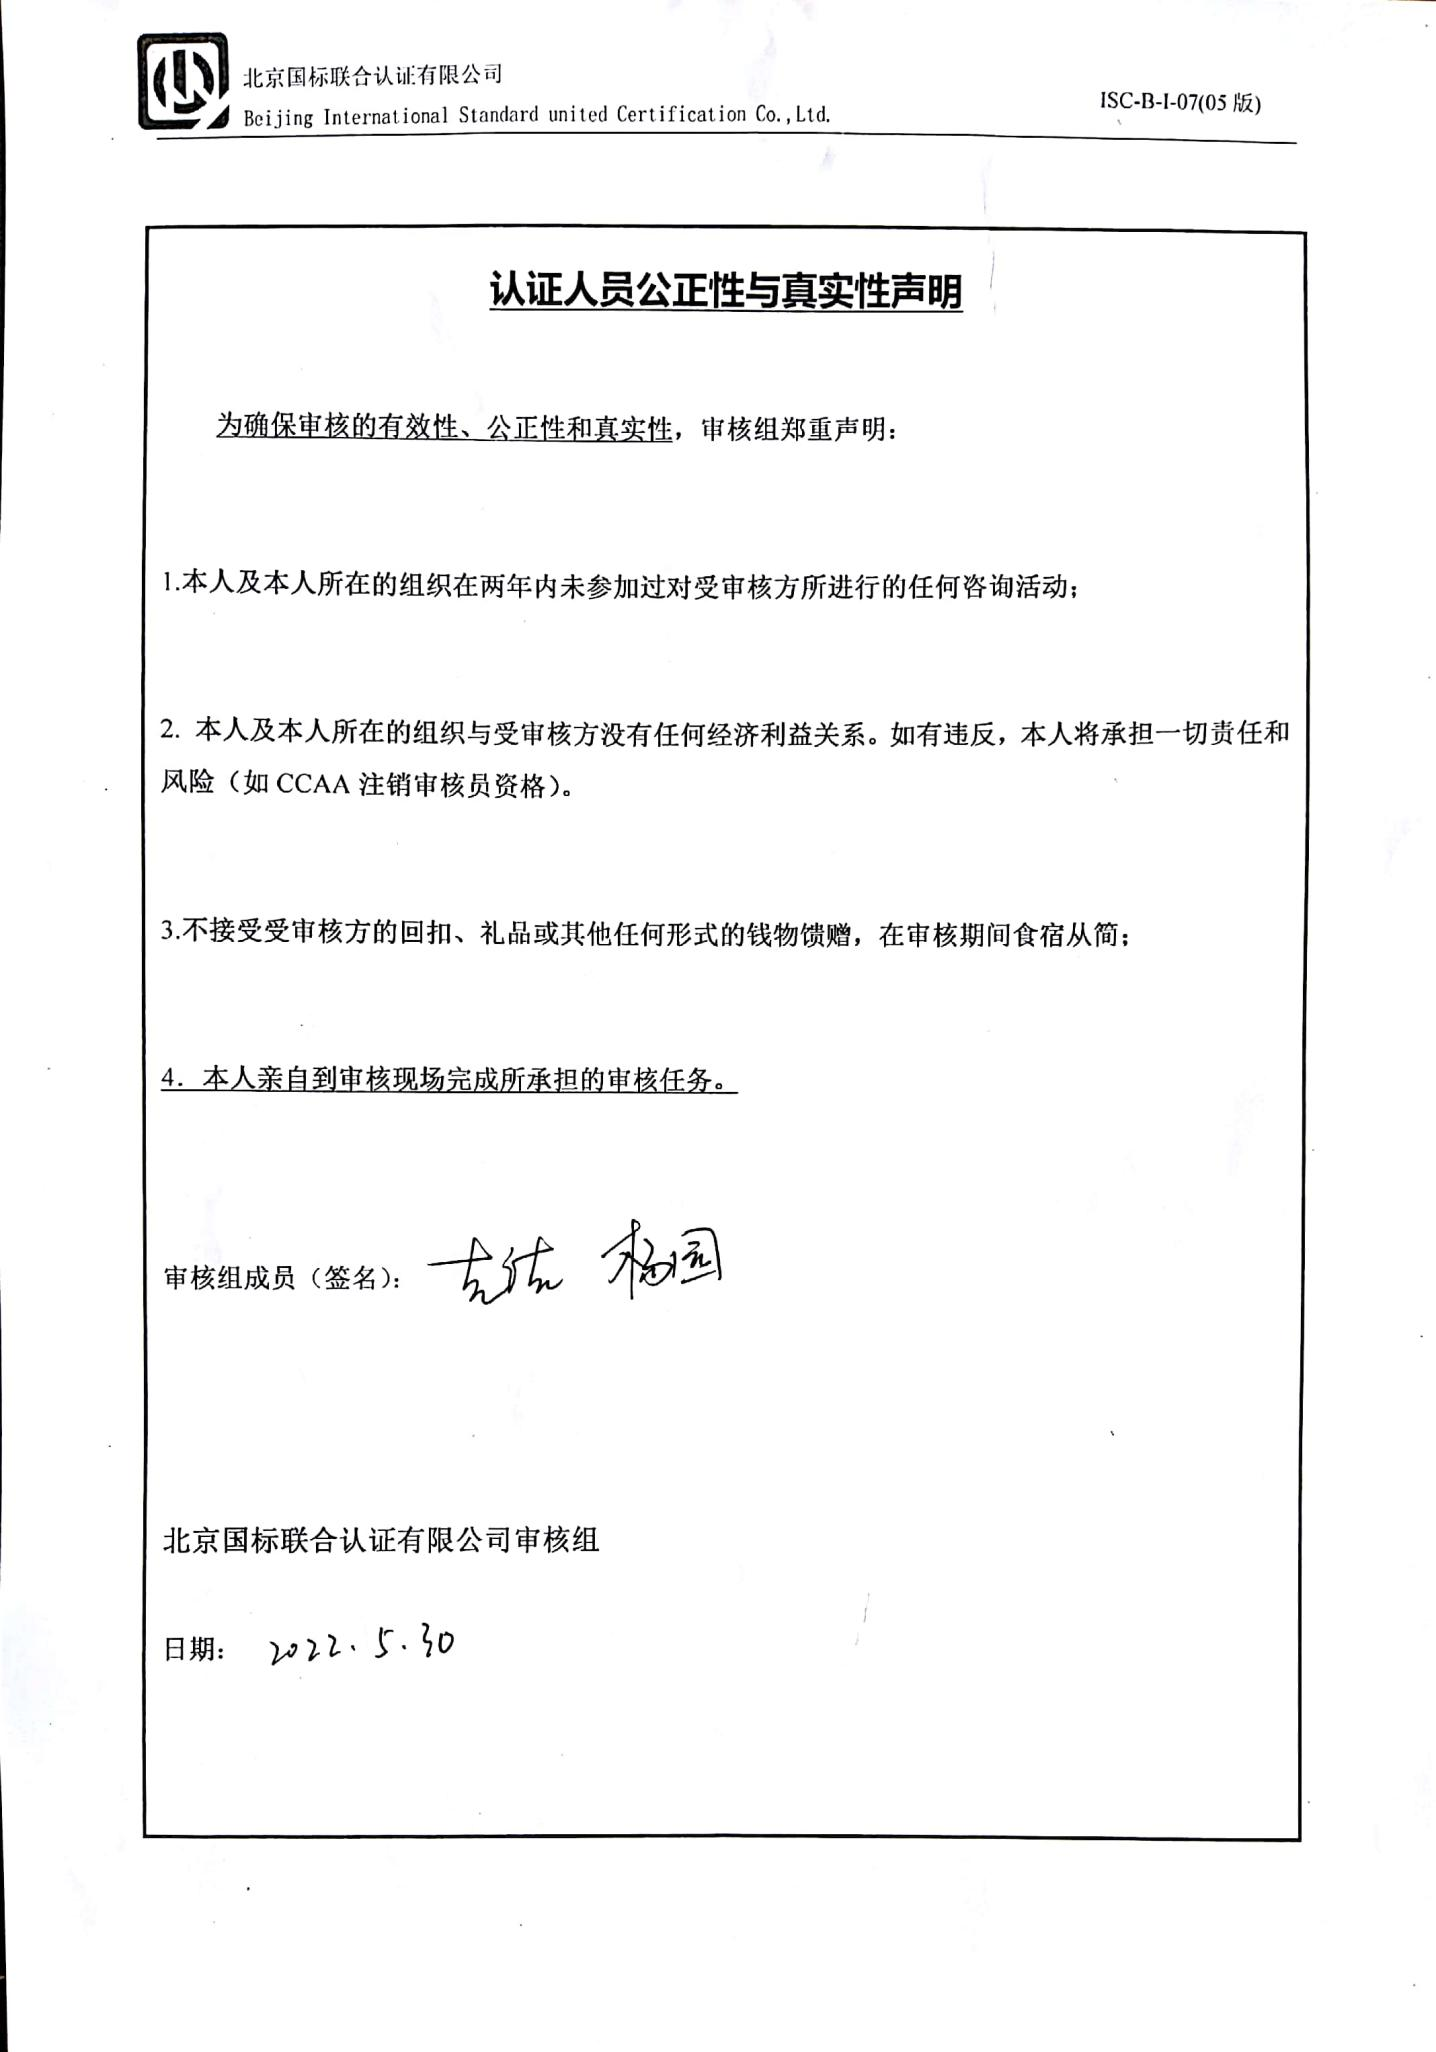 北京国标联合认证有限公司
Beijing International Standard united Certification Co.,Ltd.
ISC-B-I-07(05 版)
认证人员公正性与真实性声明
为确保审核的有效性、公正性和真实性，审核组郑重声明：
1.本人及本人所在的组织在两年内未参加过对受审核方所进行的任何咨询活动；
2. 本人及本人所在的组织与受审核方没有任何经济利益关系。如有违反，本人将承担一切责任和
风险（如 CCAA 注销审核员资格）。
3.不接受受审核方的回扣、礼品或其他任何形式的钱物馈赠，在审核期间食宿从简；
4. 本人亲自到审核现场完成所承担的审核任务。
审核组成员（签名）： 吉洁 杨园
北京国标联合认证有限公司审核组
日期： 2022.5.30